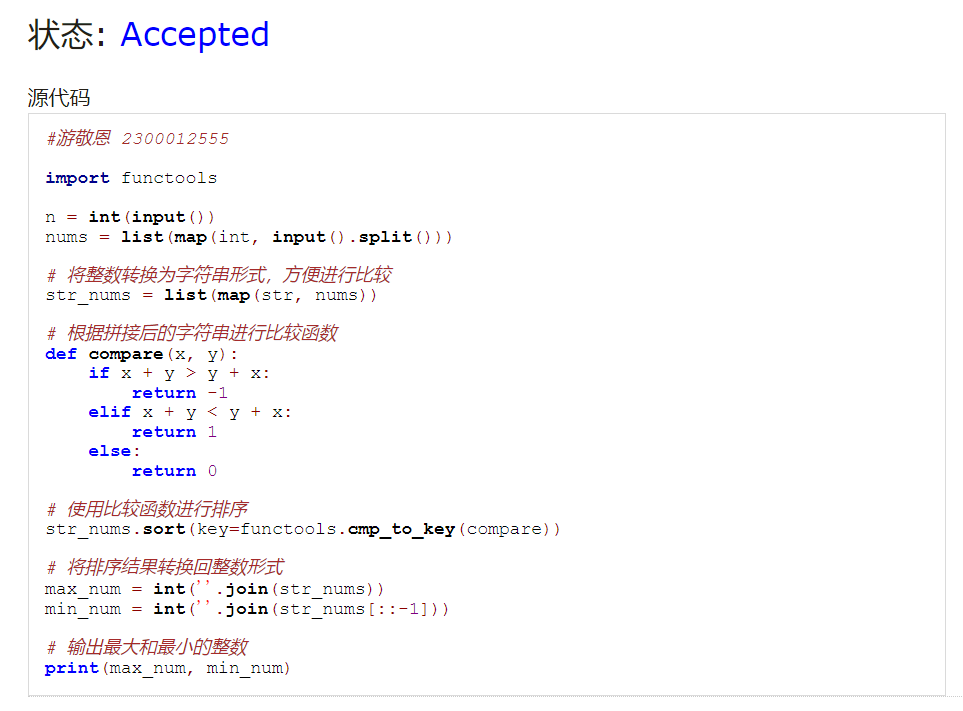 状态: Accepted
源代码
#游敬恩 2300012555
import functools
n = int(input())
nums = list(map(int, input().split()))
# 将整数转换为字符串形式，方便进行比较
str_nums = list(map(str, nums))
# 根据拼接后的字符串进行比较函数
def compare(x, y):
    if x + y > y + x:
        return -1
    elif x + y < y + x:
        return 1
    else:
        return 0
# 使用比较函数进行排序
str_nums.sort(key=functools.cmp_to_key(compare))
# 将排序结果转换回整数形式
max_num = int(''.join(str_nums))
min_num = int(''.join(str_nums[::-1]))
# 输出最大和最小的整数
print(max_num, min_num)